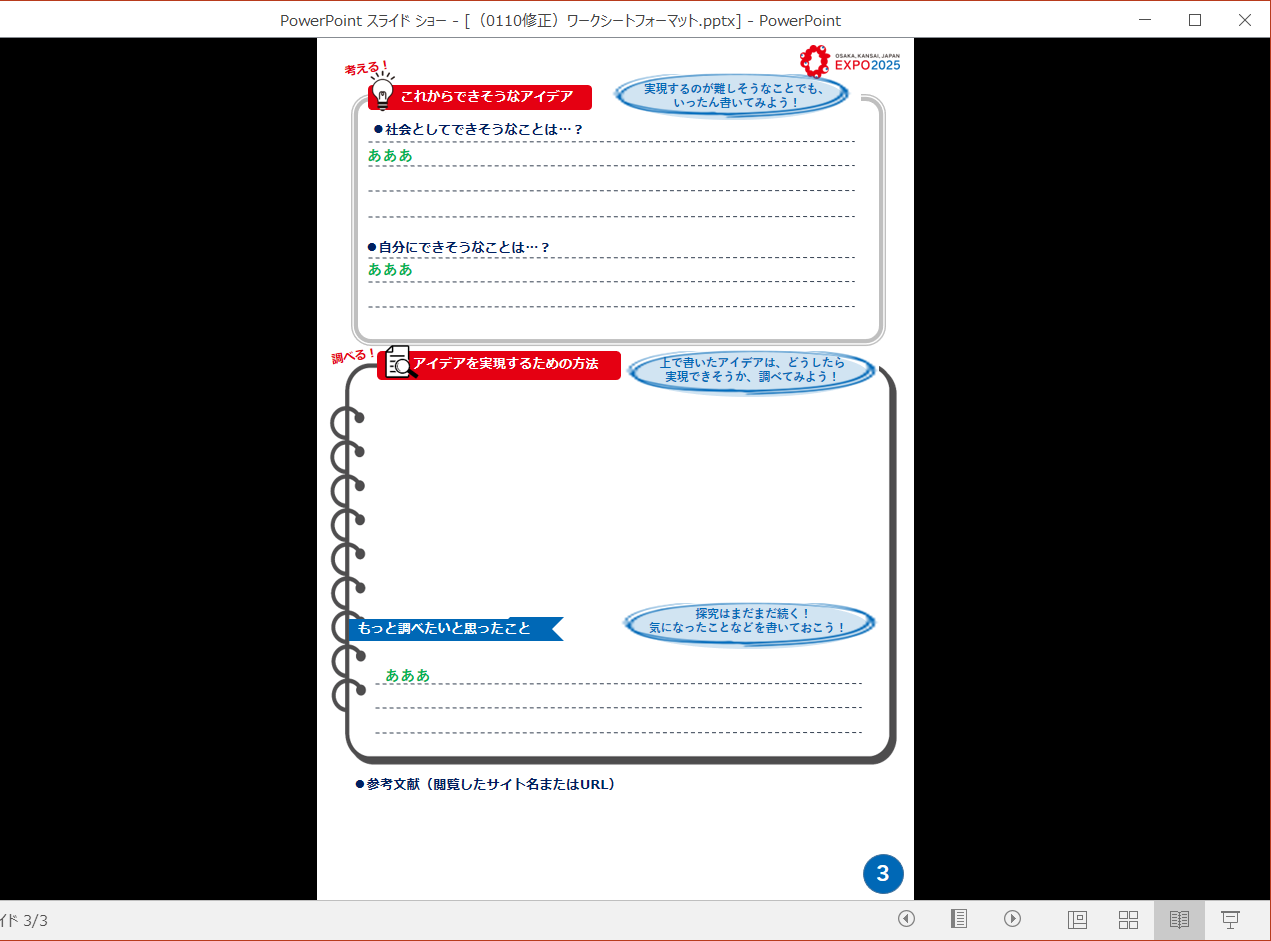 PowerPoint スライド ショー - [（0110修正）ワークシートフォーマット.pptx] - PowerPoint
OSAKA, KANSAI, JAPAN
EXPO2025
考える！
これからできそうなアイデア
実現するのが難しそうなことでも、
いったん書いてみよう！
●社会としてできそうなことは…？
あああ
●自分にできそうなことは…？
あああ
調べる！
アイデアを実現するための方法
上で書いたアイデアは、どうしたら
実現できそうか、調べてみよう！
もっと調べたいと思ったこと
探究はまだまだ続く！
気になったことなどを書いておこう！
あああ
●参考文献（閲覧したサイト名またはURL）
3
イド 3/3